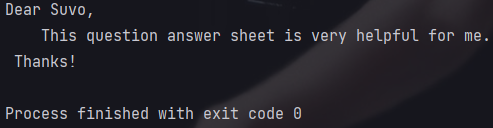 Dear Suvo,
    This question answer sheet is very helpful for me.
 Thanks!

Process finished with exit code 0